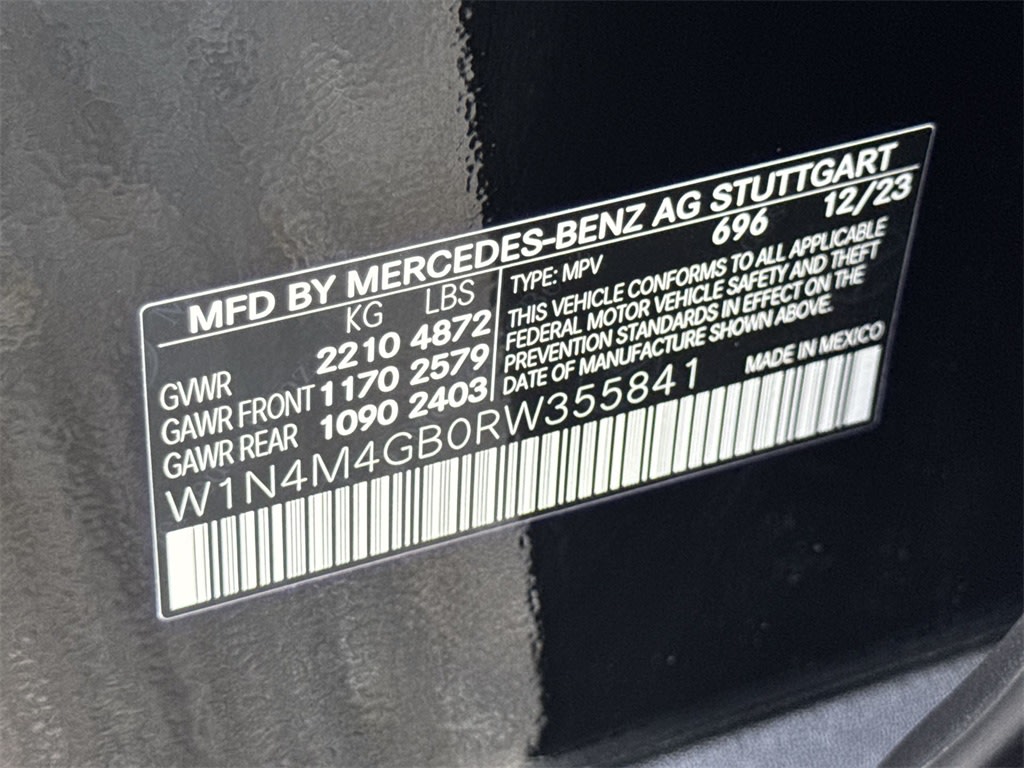 MFD BY MERCEDES-BENZ AG STUTTGART
KG LBS 696 12/23
GVWR 2210 4872
GAWR FRONT 1170 2579
GAWR REAR 1090 2403
TYPE: MPV
THIS VEHICLE CONFORMS TO ALL APPLICABLE
FEDERAL MOTOR VEHICLE SAFETY AND THEFT
PREVENTION STANDARDS IN EFFECT ON THE
DATE OF MANUFACTURE SHOWN ABOVE.
MADE IN MEXICO
W1N4M4GB0RW355841